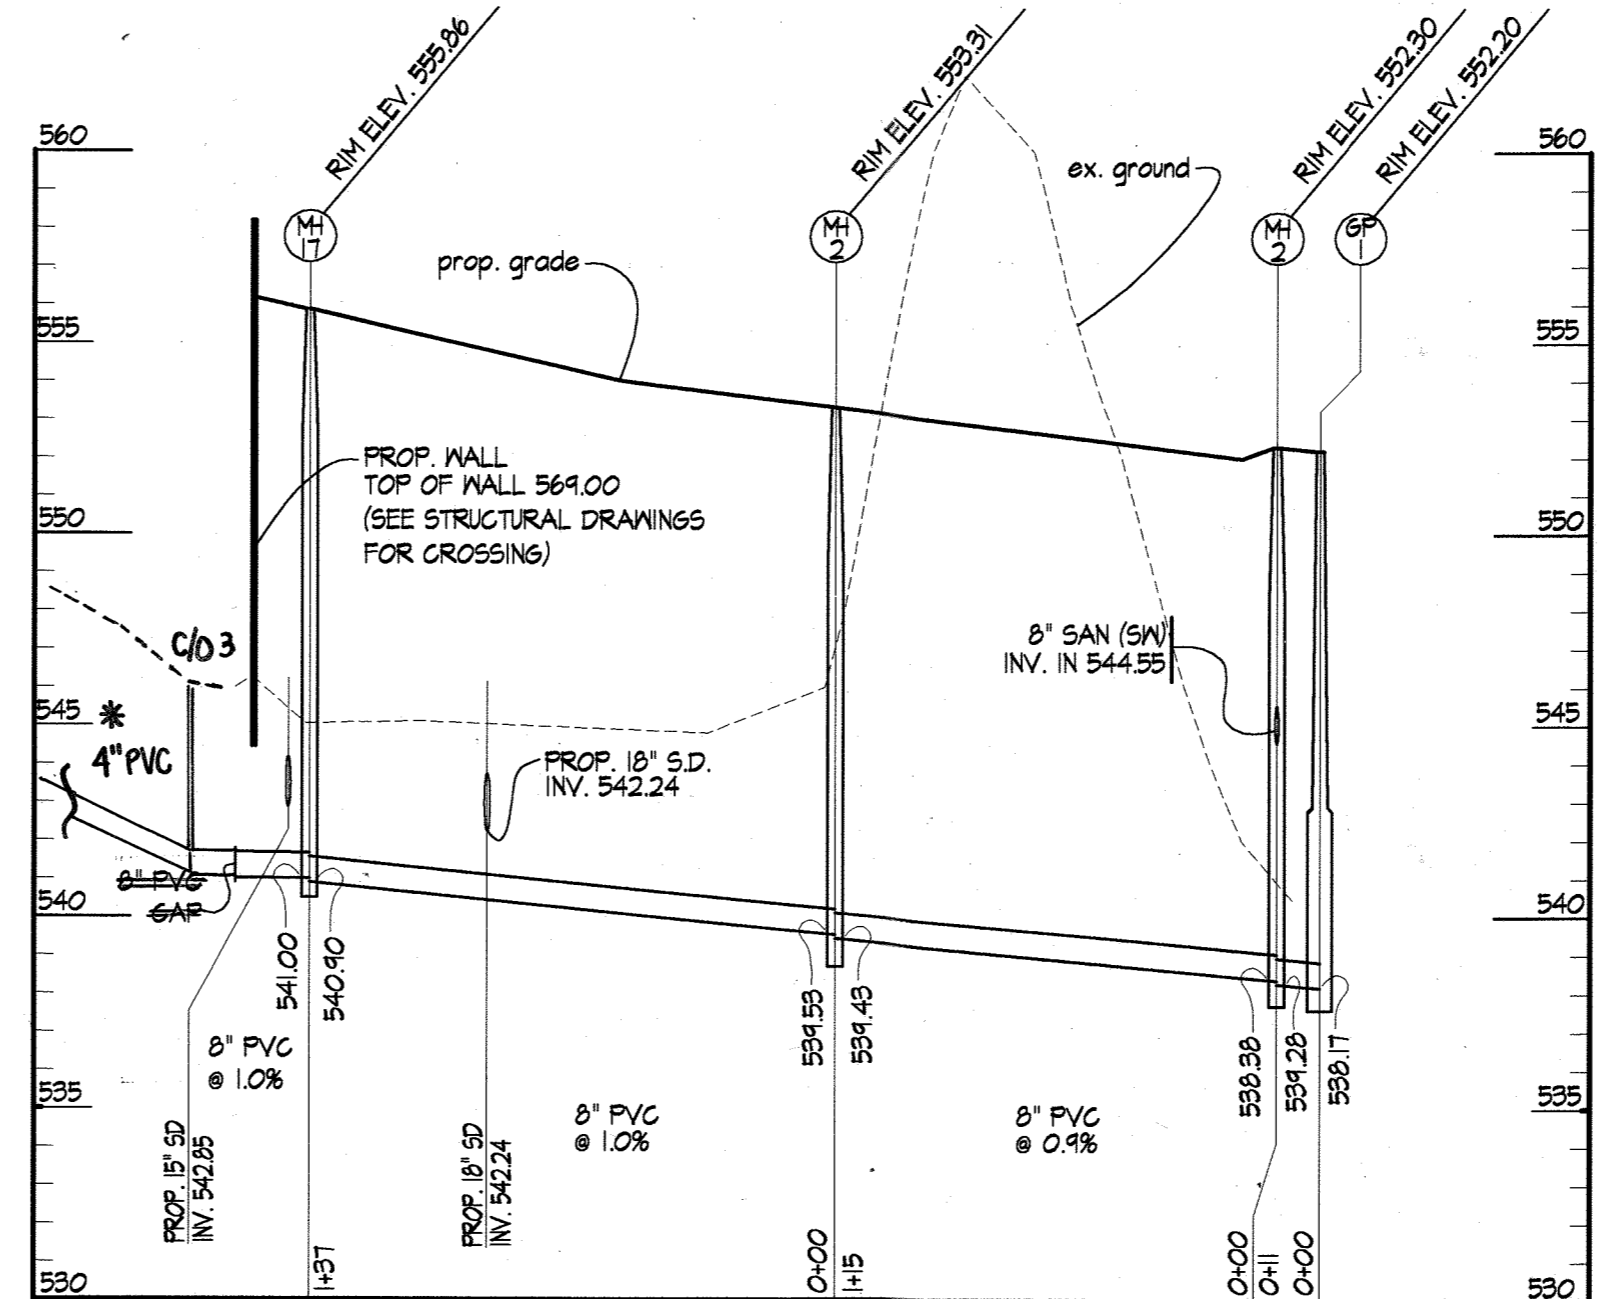 RIM ELEV. 555.86
RIM ELEV. 553.31
RIM ELEV. 552.30
RIM ELEV. 552.20
560
560
MH
17
MH
2
MH
2
GP
1
ex. ground
prop. grade
555
555
PROP. WALL
TOP OF WALL 569.00
(SEE STRUCTURAL DRAWINGS
FOR CROSSING)
550
550
C/O 3
8" SAN (SW)
INV. IN 544.55
545
545
*
4" PVC
PROP. 18" S.D.
INV. 542.24
8" PVC
CAP
540
540
541.00
540.90
539.53
539.43
538.38
539.28
538.17
8" PVC
@ 1.0%
8" PVC
@ 1.0%
8" PVC
@ 0.9%
535
535
PROP. 15" SD
INV. 542.85
PROP. 18" SD
INV. 542.24
1+37
0+00
1+15
0+00
0+11
0+00
530
530